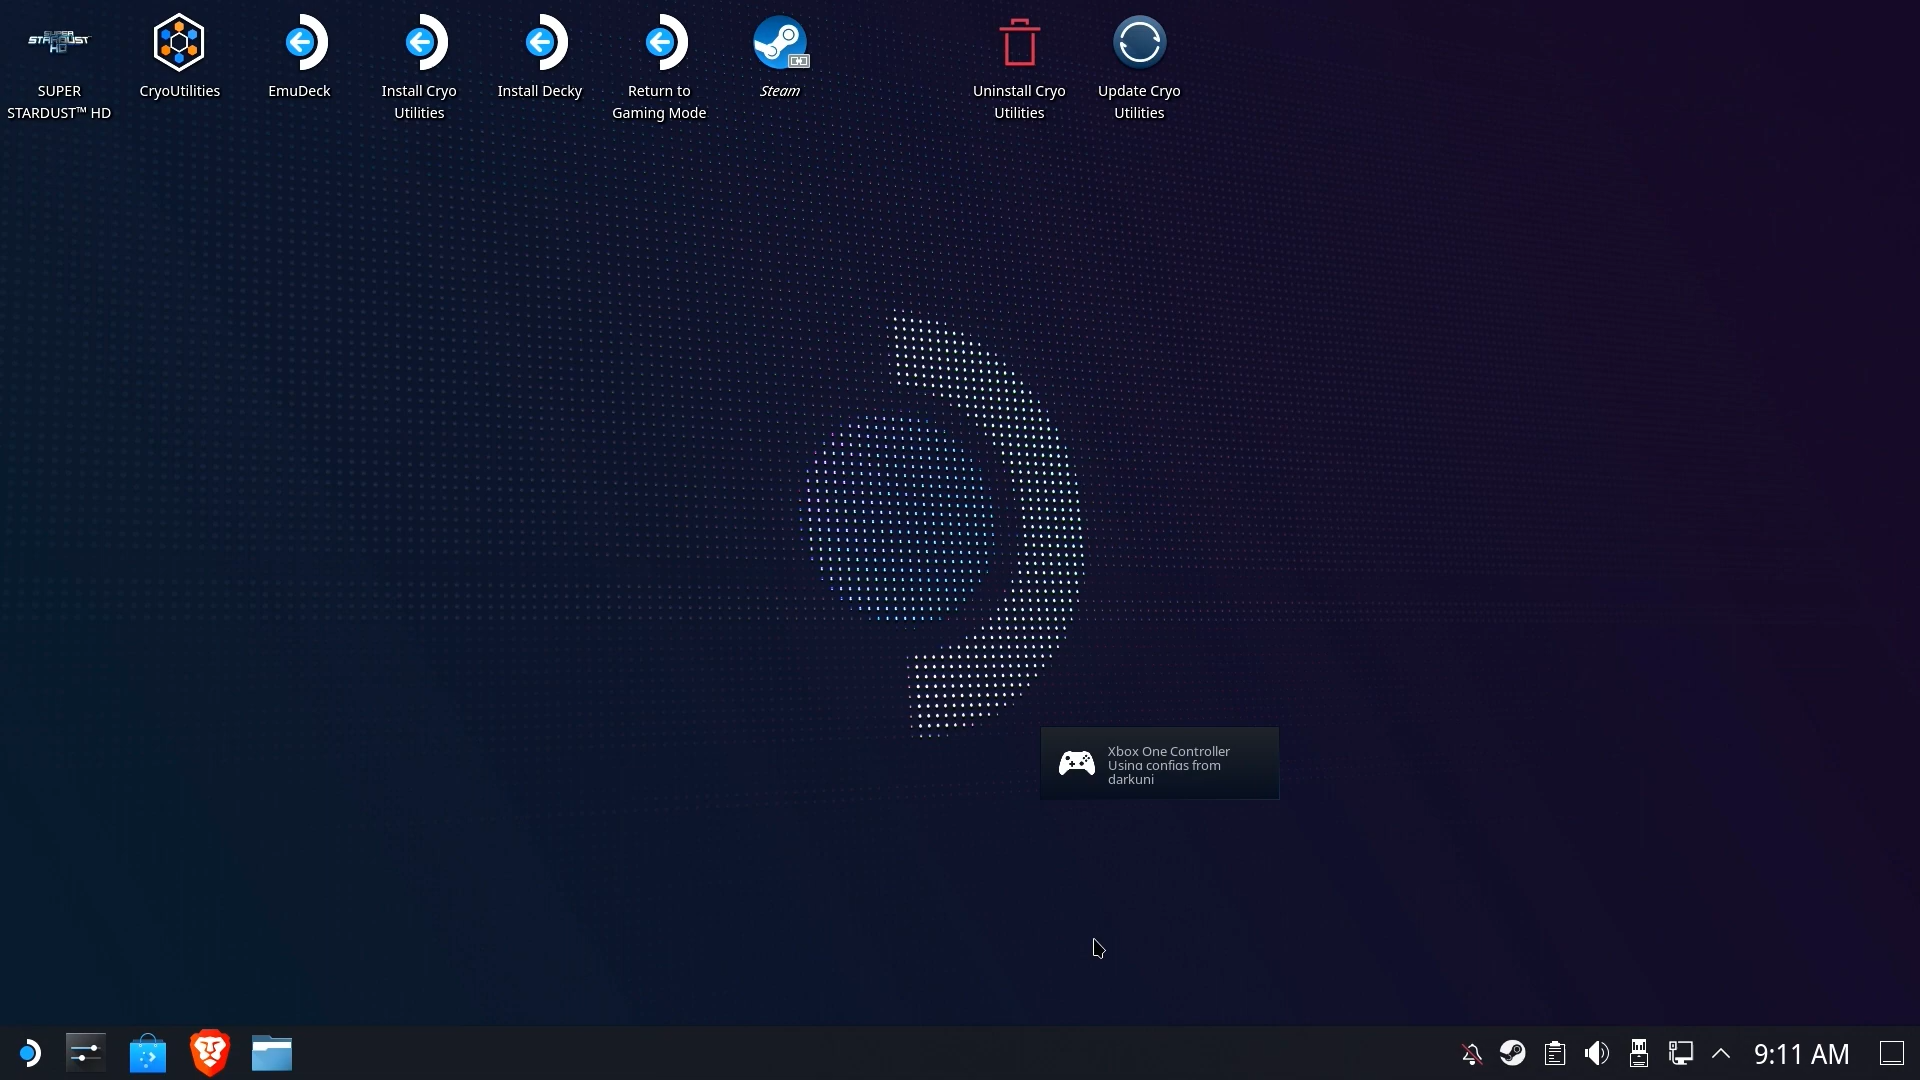 SUPER
STARDUST
HD
SUPER
STARDUST™ HD
CryoUtilities
EmuDeck
Install Cryo
Utilities
Install Decky
Return to
Gaming Mode
Steam
Uninstall Cryo
Utilities
Update Cryo
Utilities
Xbox One Controller
Using configs from
darkuni
9:11 AM